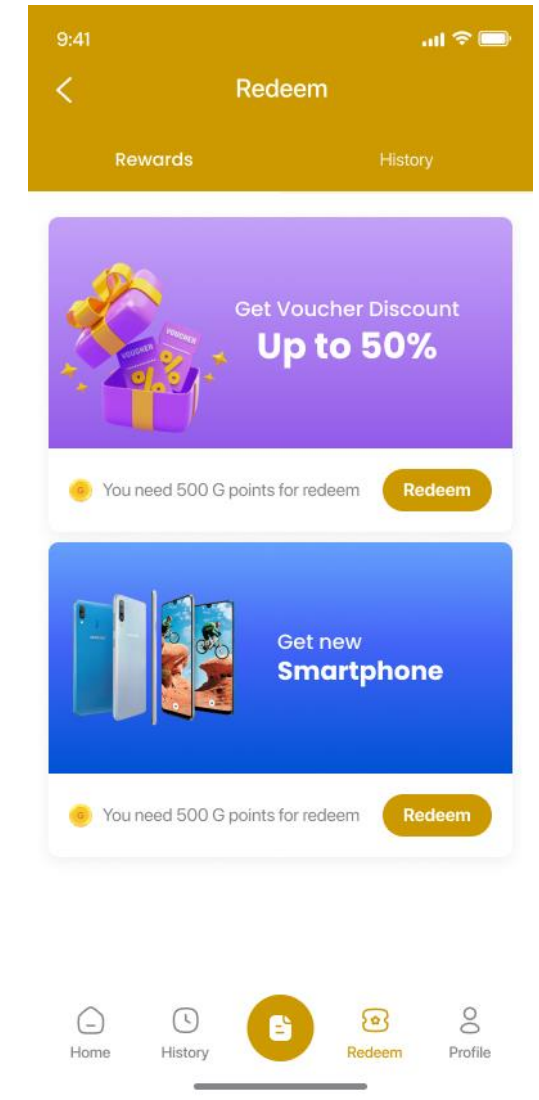 9:41
Redeem
Rewards
History
VOUCHER
VOUCHER
Get Voucher Discount
Up to 50%
G
You need 500 G points for redeem
Redeem
Get new
Smartphone
G
You need 500 G points for redeem
Redeem
Home
History
Redeem
Profile